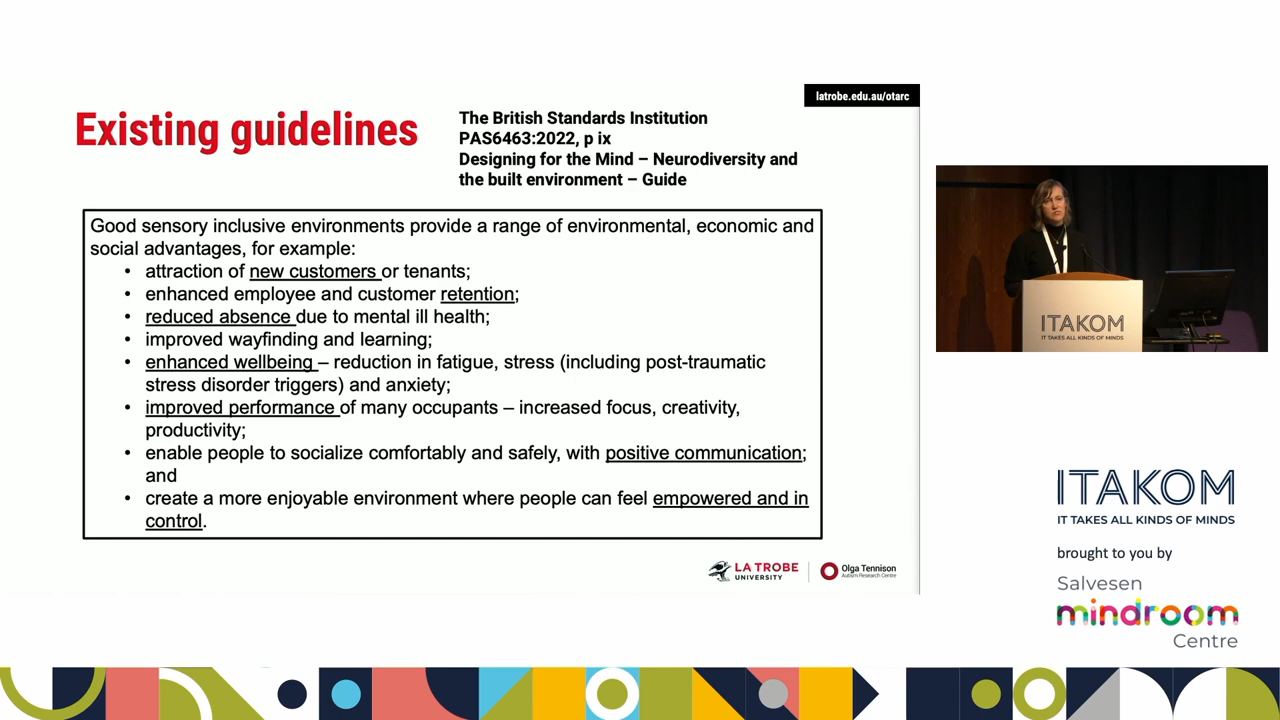 latrobe.edu.au/otarc
Existing guidelines
The British Standards Institution
PAS6463:2022, p ix
Designing for the Mind – Neurodiversity and
the built environment – Guide
Good sensory inclusive environments provide a range of environmental, economic and
social advantages, for example:
• attraction of new customers or tenants;
• enhanced employee and customer retention;
• reduced absence due to mental ill health;
• improved wayfinding and learning;
• enhanced wellbeing – reduction in fatigue, stress (including post-traumatic
stress disorder triggers) and anxiety;
• improved performance of many occupants – increased focus, creativity,
productivity;
• enable people to socialize comfortably and safely, with positive communication;
and
• create a more enjoyable environment where people can feel empowered and in
control.
LA TROBE
UNIVERSITY
Olga Tennison
Autism Research Centre
ITAKOM
IT TAKES ALL KINDS OF MINDS
ITAKOM
IT TAKES ALL KINDS OF MINDS
brought to you by
Salvesen
mindroom
Centre